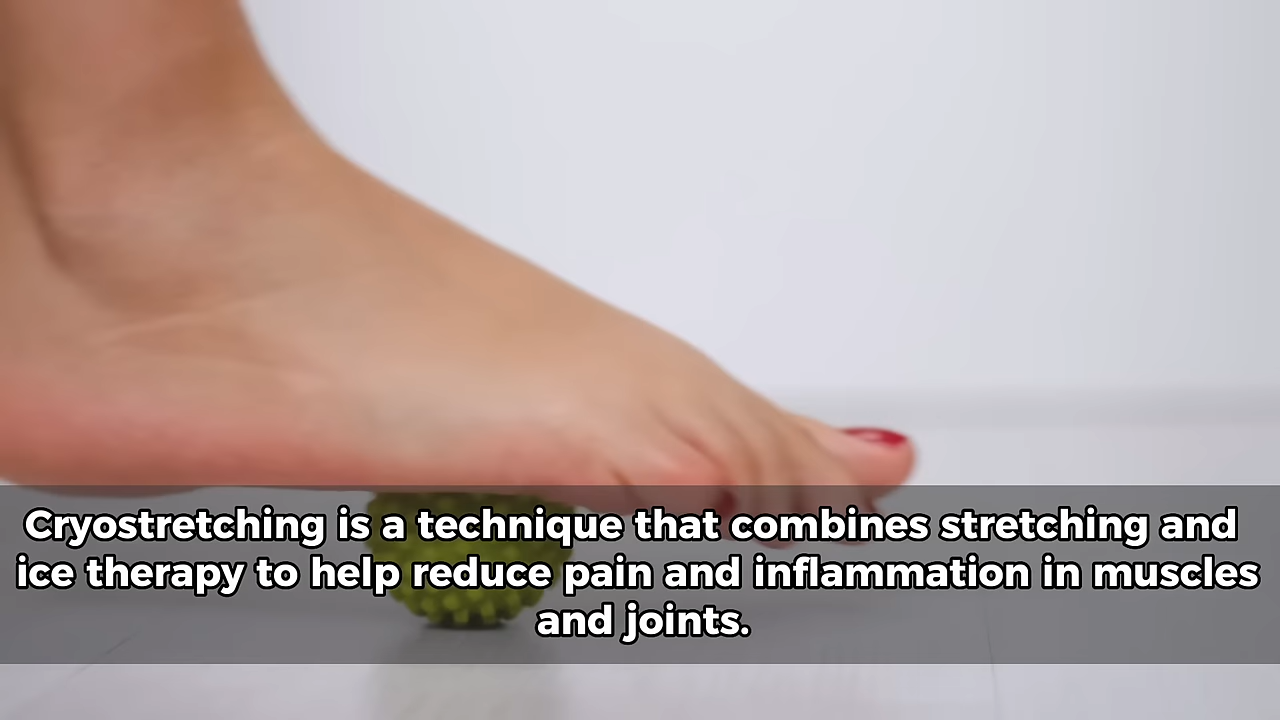 Cryostretching is a technique that combines stretching and
ice therapy to help reduce pain and inflammation in muscles
and joints.